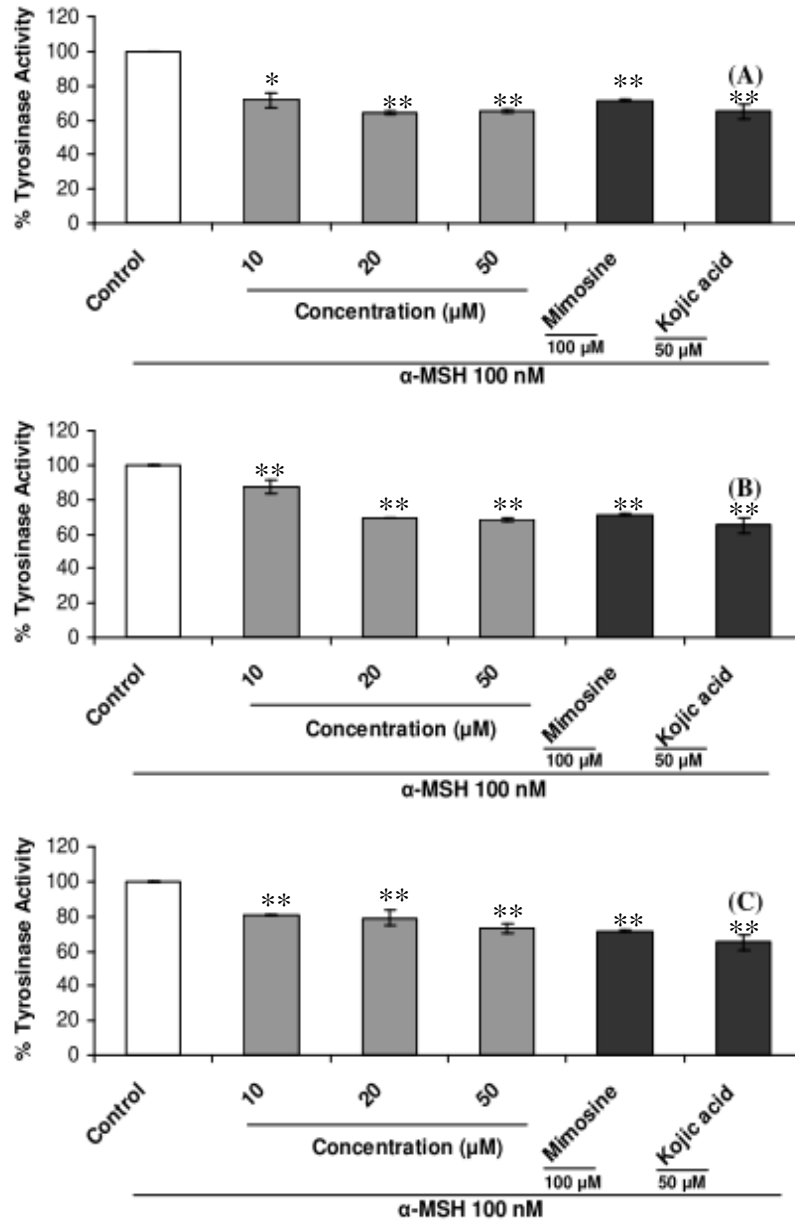 120
100
80
60
40
20
0
% Tyrosinase Activity
*
**
**
**
(A)
**
Control
10
20
50
Mimosine
Kojic acid
Concentration (µM)
100 µM
50 µM
α-MSH 100 nM
120
100
80
60
40
20
0
% Tyrosinase Activity
**
**
**
**
(B)
**
Control
10
20
50
Mimosine
Kojic acid
Concentration (µM)
100 µM
50 µM
α-MSH 100 nM
120
100
80
60
40
20
0
% Tyrosinase Activity
**
**
**
**
(C)
**
Control
10
20
50
Mimosine
Kojic acid
Concentration (µM)
100 µM
50 µM
α-MSH 100 nM